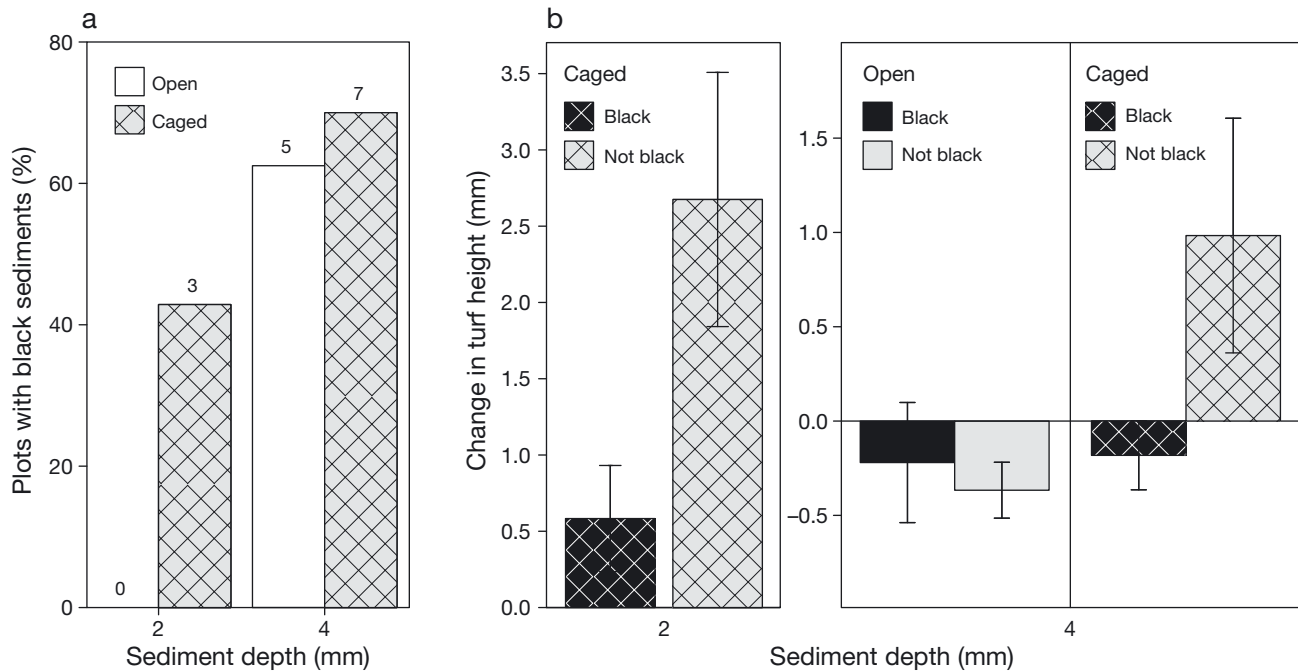 a
80
60
40
20
0
Plots with black sediments (%)
Open
Caged
0
3
5
7
2
4
Sediment depth (mm)
b
3.5
3.0
2.5
2.0
1.5
1.0
0.5
0.0
Change in turf height (mm)
Caged
Black
Not black
2
1.5
1.0
0.5
0.0
–0.5
Open
Black
Not black
Caged
Black
Not black
4
Sediment depth (mm)